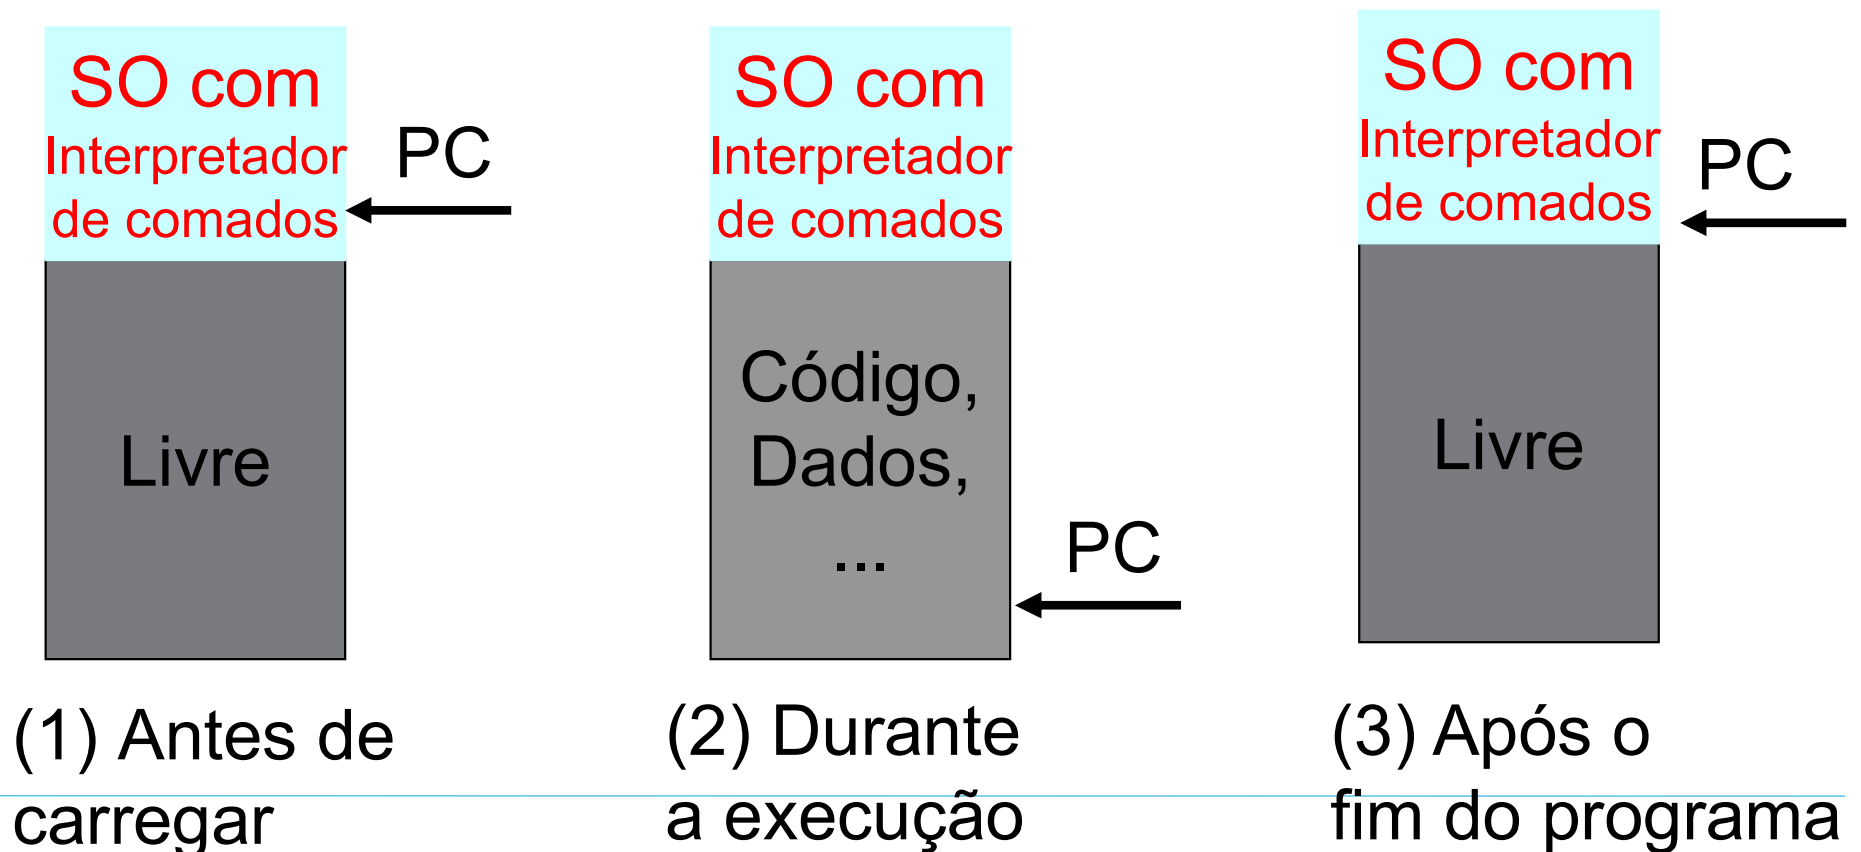 SO com
Interpretador
de comados
PC
Livre
(1) Antes de
carregar
SO com
Interpretador
de comados
Código,
Dados,
...
PC
(2) Durante
a execução
SO com
Interpretador
de comados
PC
Livre
(3) Após o
fim do programa